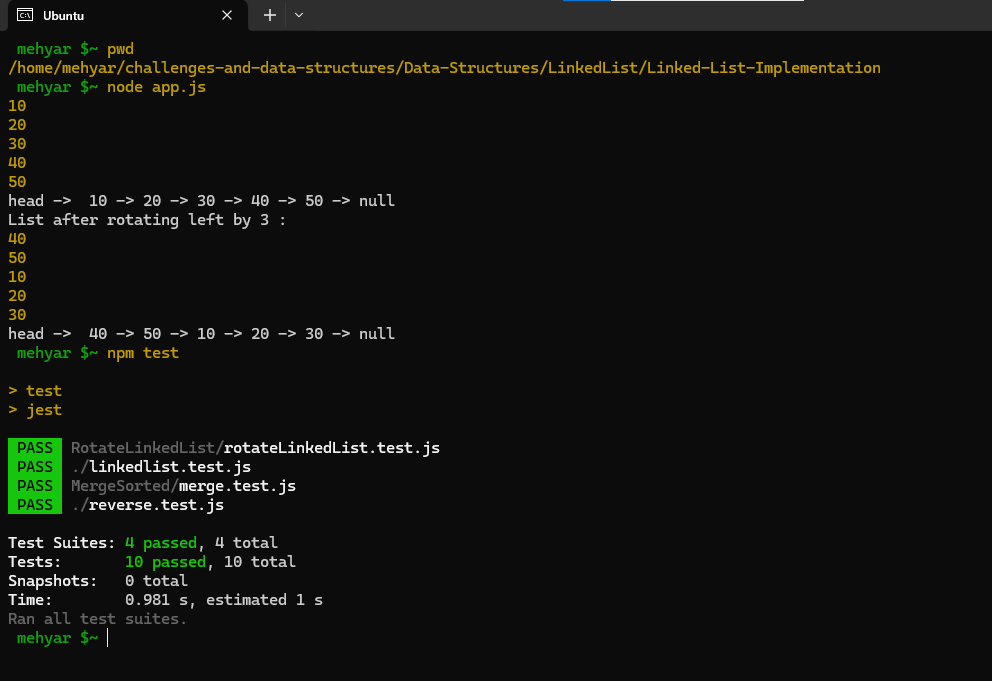 Ubuntu
mehyar $~ pwd
/home/mehyar/challenges-and-data-structures/Data-Structures/LinkedList/Linked-List-Implementation
mehyar $~ node app.js
10
20
30
40
50
head ->  10 -> 20 -> 30 -> 40 -> 50 -> null
List after rotating left by 3 :
40
50
10
20
30
head ->  40 -> 50 -> 10 -> 20 -> 30 -> null
mehyar $~ npm test
> test
> jest
PASS RotateLinkedList/rotateLinkedList.test.js
PASS ./linkedlist.test.js
PASS MergeSorted/merge.test.js
PASS ./reverse.test.js
Test Suites: 4 passed, 4 total
Tests:       10 passed, 10 total
Snapshots:   0 total
Time:        0.981 s, estimated 1 s
Ran all test suites.
mehyar $~